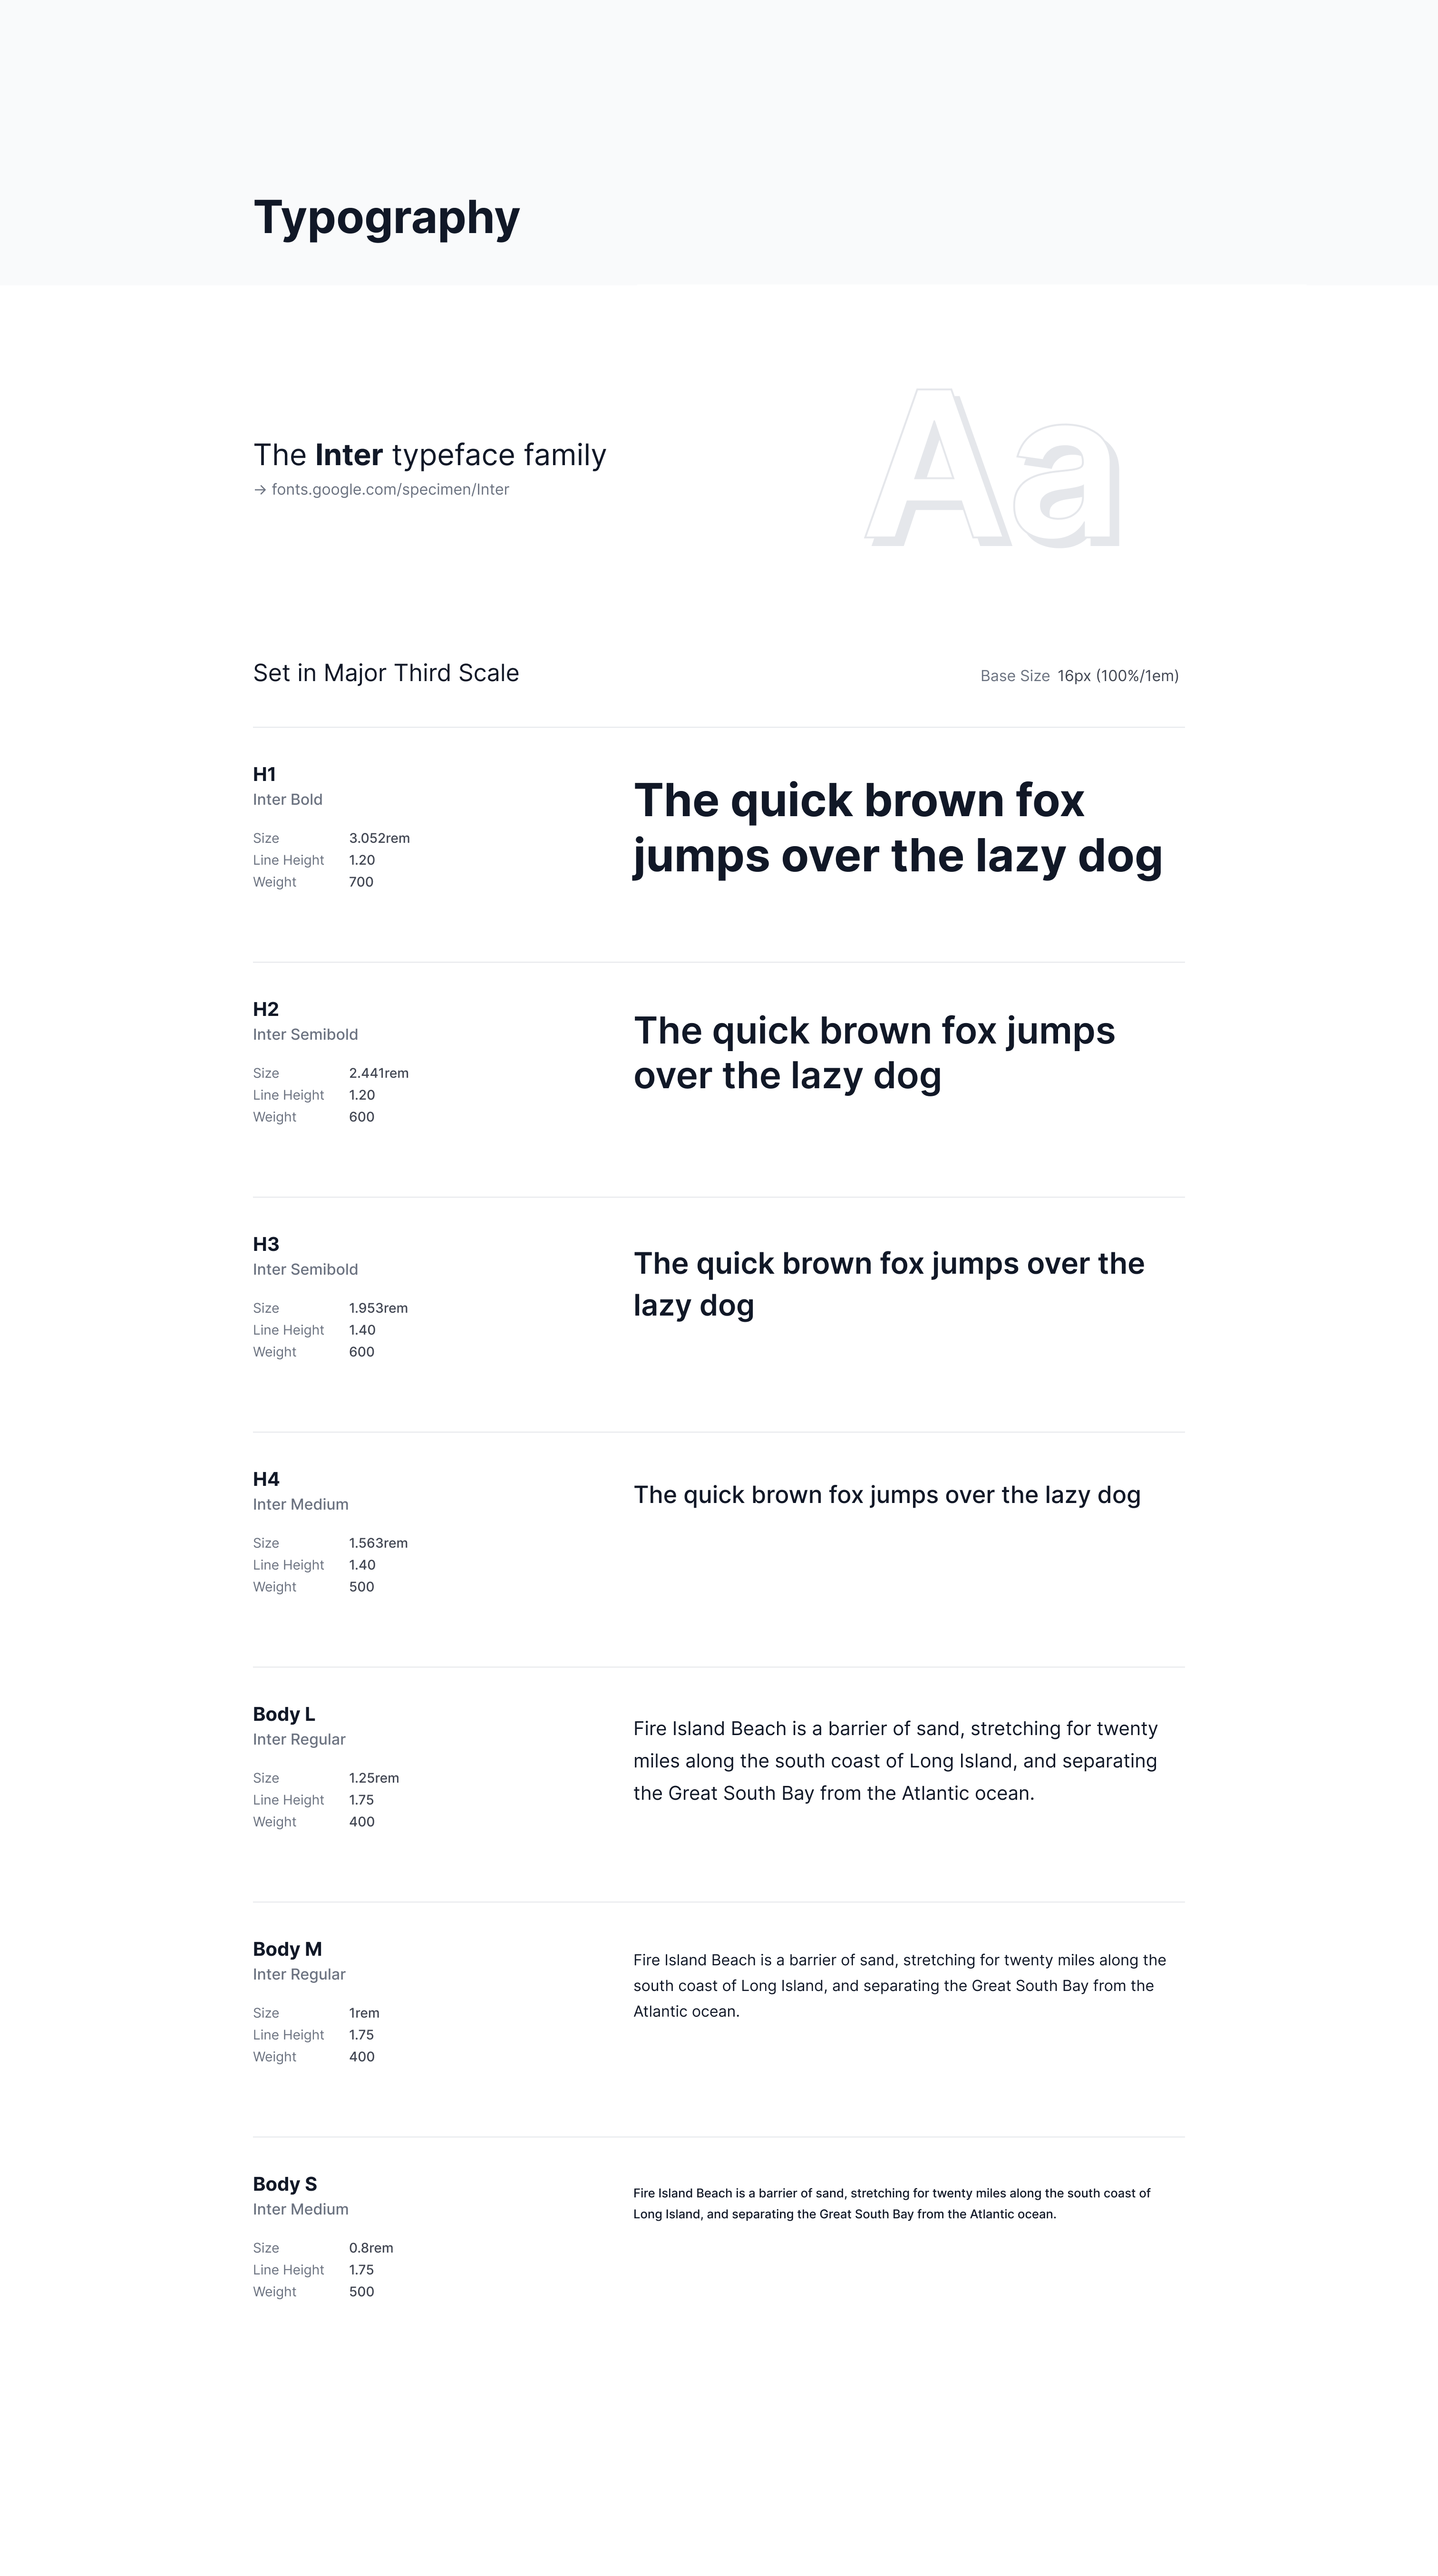 Typography
The Inter typeface family
→ fonts.google.com/specimen/Inter
Aa
Set in Major Third Scale
Base Size 16px (100%/1em)
H1
Inter Bold
Size 3.052rem
Line Height 1.20
Weight 700
The quick brown fox
jumps over the lazy dog
H2
Inter Semibold
Size 2.441rem
Line Height 1.20
Weight 600
The quick brown fox jumps
over the lazy dog
H3
Inter Semibold
Size 1.953rem
Line Height 1.40
Weight 600
The quick brown fox jumps over the
lazy dog
H4
Inter Medium
Size 1.563rem
Line Height 1.40
Weight 500
The quick brown fox jumps over the lazy dog
Body L
Inter Regular
Size 1.25rem
Line Height 1.75
Weight 400
Fire Island Beach is a barrier of sand, stretching for twenty
miles along the south coast of Long Island, and separating
the Great South Bay from the Atlantic ocean.
Body M
Inter Regular
Size 1rem
Line Height 1.75
Weight 400
Fire Island Beach is a barrier of sand, stretching for twenty miles along the
south coast of Long Island, and separating the Great South Bay from the
Atlantic ocean.
Body S
Inter Medium
Size 0.8rem
Line Height 1.75
Weight 500
Fire Island Beach is a barrier of sand, stretching for twenty miles along the south coast of
Long Island, and separating the Great South Bay from the Atlantic ocean.